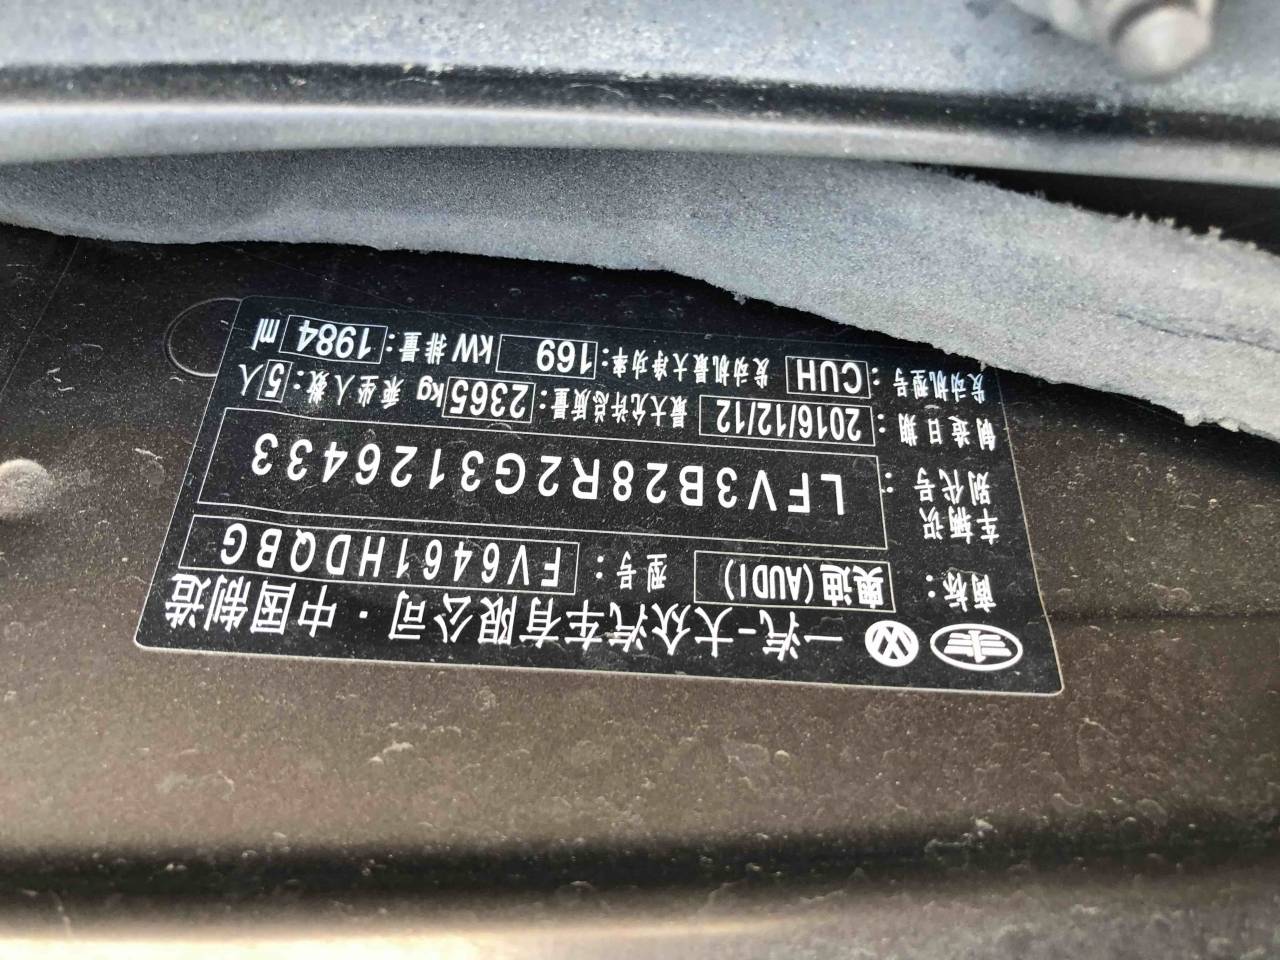 一汽-大众汽车有限公司·中国制造
商标：奥迪(AUDI) 型号：FV6461HDQBG
车辆识别代号：LFV3B28R2G3126433
制造日期：2016/12/12 最大允许总质量：2365kg 乘坐人数：5人
发动机型号：CUH 发动机最大净功率：169 kW 排量：1984 ml